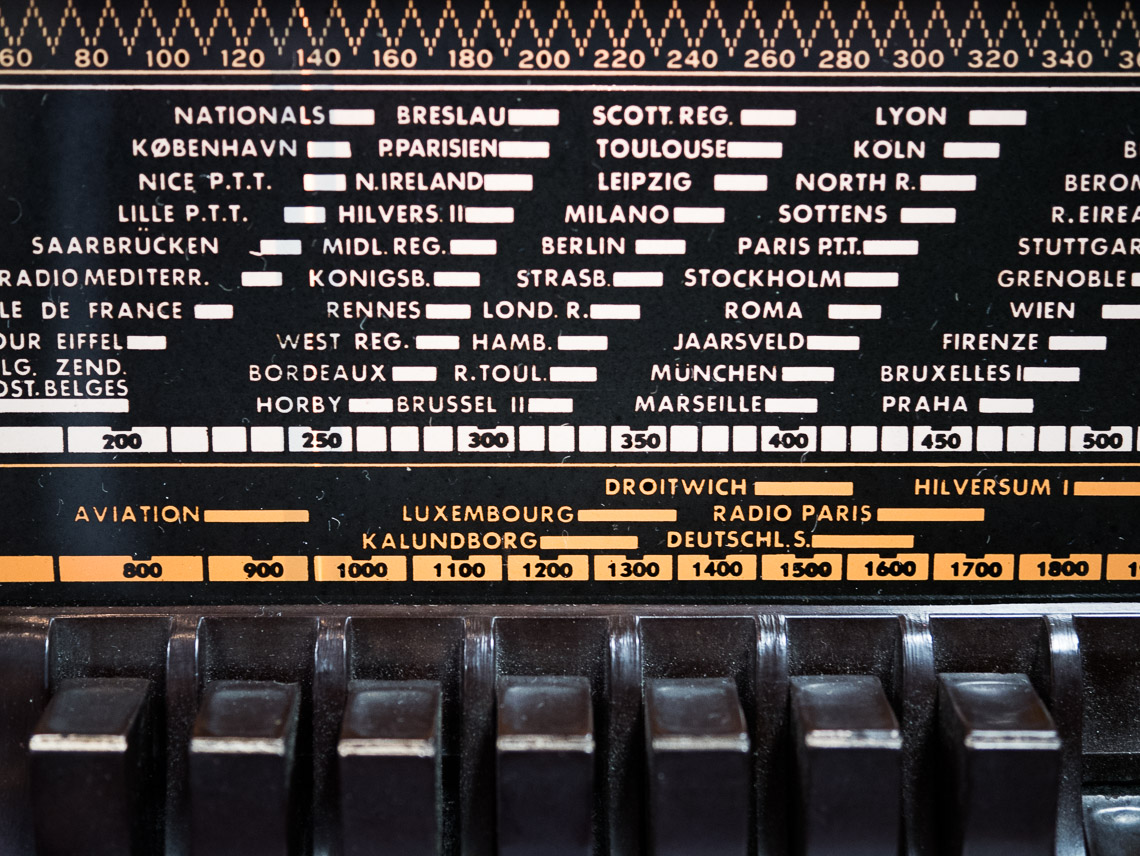 60 80 100 120 140 160 180 200 220 240 260 280 300 320 340
NATIONALS BRESLAU SCOTT. REG. LYON
KØBENHAVN P.PARISIEN TOULOUSE KÖLN
NICE P.T.T. N.IRELAND LEIPZIG NORTH R. BEROM
LILLE P.T.T. HILVERS. II MILANO SOTTENS R. EIREA
SAARBRÜCKEN MIDL. REG. BERLIN PARIS P.T.T. STUTTGAR
RADIO MEDITERR. KONIGSB. STRASB. STOCKHOLM GRENOBLE
LE DE FRANCE RENNES LOND. R. ROMA WIEN
OUR EIFFEL WEST REG. HAMB. JAARSVELD FIRENZE
LG. ZEND. BORDEAUX R.TOUL. MÜNCHEN BRUXELLES I
OST. BELGES HORBY BRUSSEL II MARSEILLE PRAHA
200 250 300 350 400 450 500
DROITWICH HILVERSUM I
AVIATION LUXEMBOURG RADIO PARIS
KALUNDBORG DEUTSCHL.S.
800 900 1000 1100 1200 1300 1400 1500 1600 1700 1800